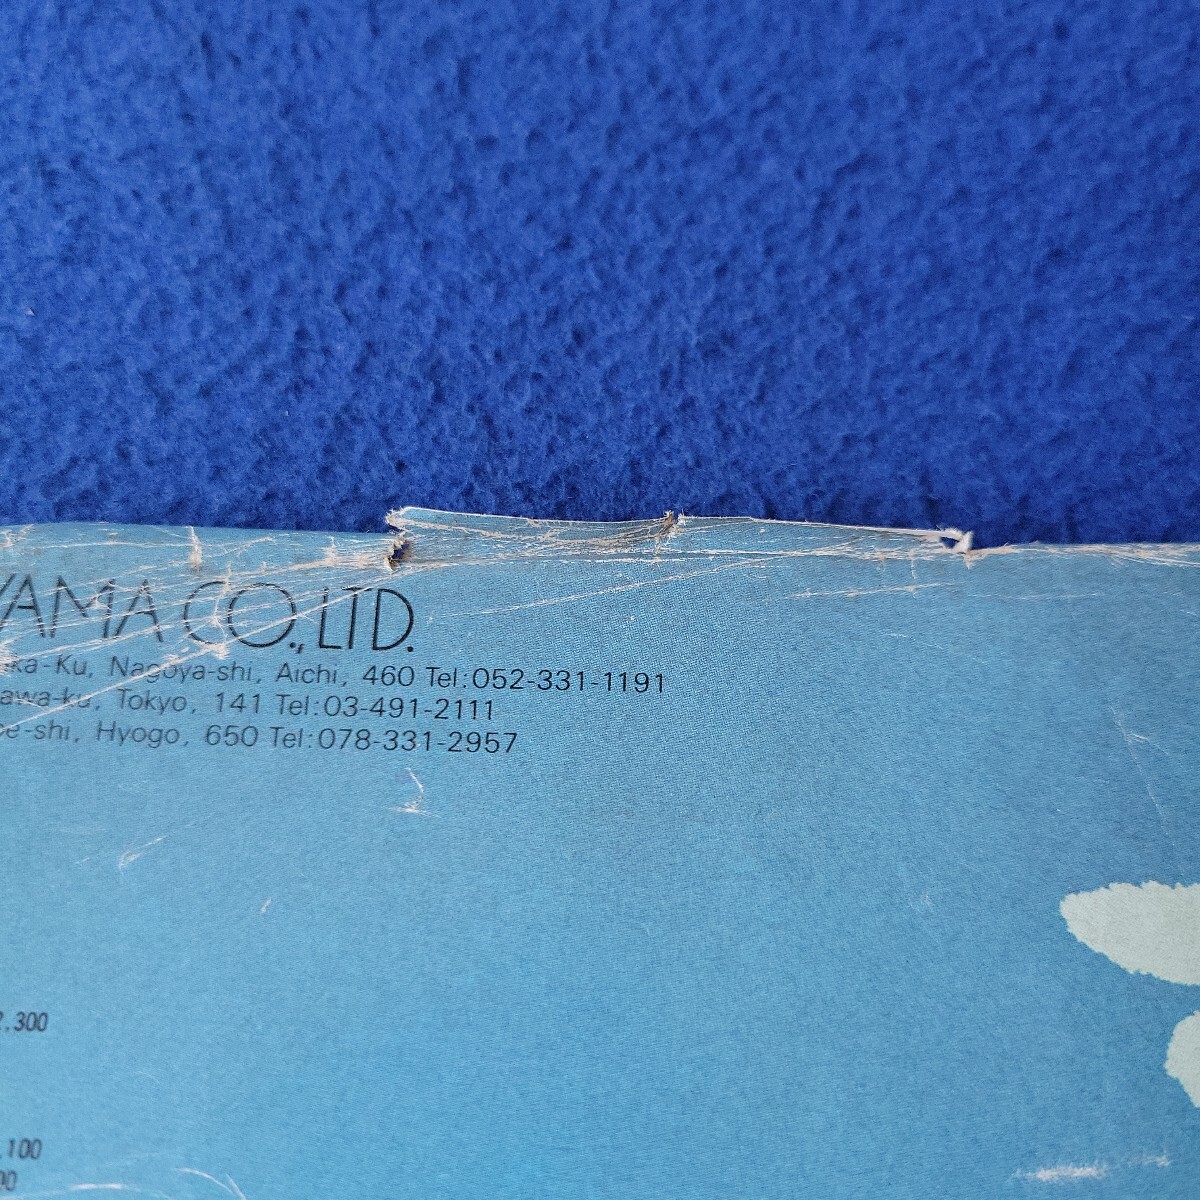 YAMA CO., LTD.
ka-Ku, Nagoya-shi, Aichi, 460 Tel:052-331-1191
awa-ku, Tokyo, 141 Tel:03-491-2111
e-shi, Hyogo, 650 Tel:078-331-2957
.300
.100
00